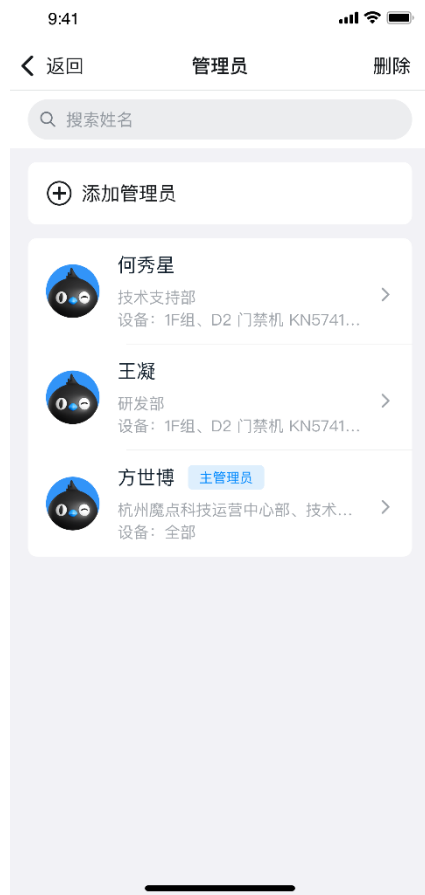 9:41
返回
管理员
删除
搜索姓名
添加管理员
何秀星
技术支持部
设备：1F组、D2 门禁机 KN5741...
王凝
研发部
设备：1F组、D2 门禁机 KN5741...
方世博 主管理员
杭州魔点科技运营中心部、技术...
设备：全部